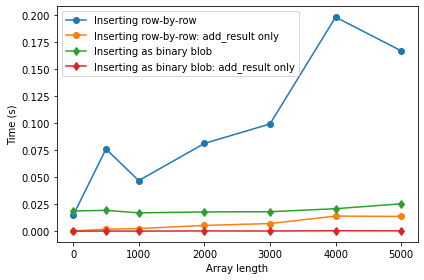 0.200
0.175
0.150
0.125
0.100
0.075
0.050
0.025
0.000
Time (s)
Inserting row-by-row
Inserting row-by-row: add_result only
Inserting as binary blob
Inserting as binary blob: add_result only
0 1000 2000 3000 4000 5000
Array length